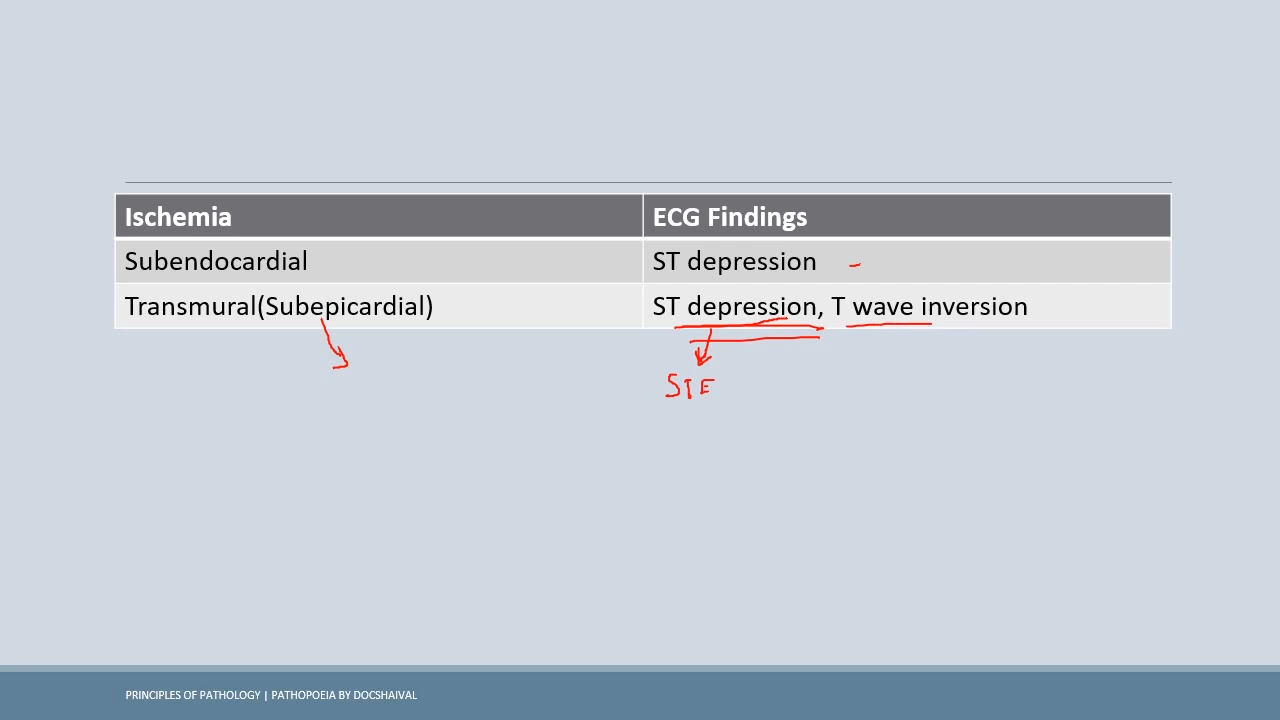 Ischemia ECG Findings
Subendocardial ST depression -
Transmural(Subepicardial) ST depression, T wave inversion
STE
PRINCIPLES OF PATHOLOGY | PATHOPOEIA BY DOCSHAIVAL